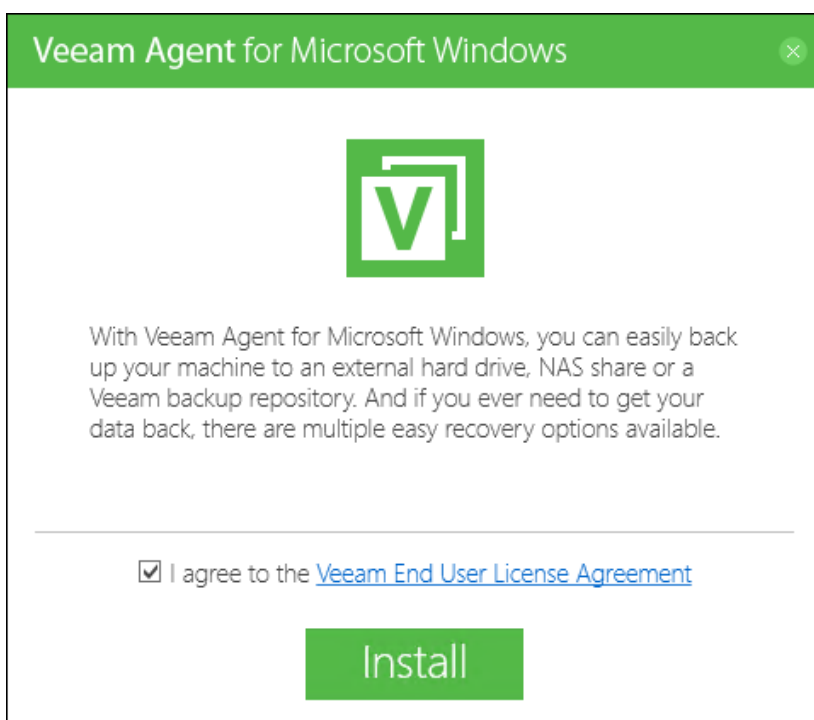 Veeam Agent for Microsoft Windows
V
With Veeam Agent for Microsoft Windows, you can easily back
up your machine to an external hard drive, NAS share or a
Veeam backup repository. And if you ever need to get your
data back, there are multiple easy recovery options available.
I agree to the Veeam End User License Agreement
Install